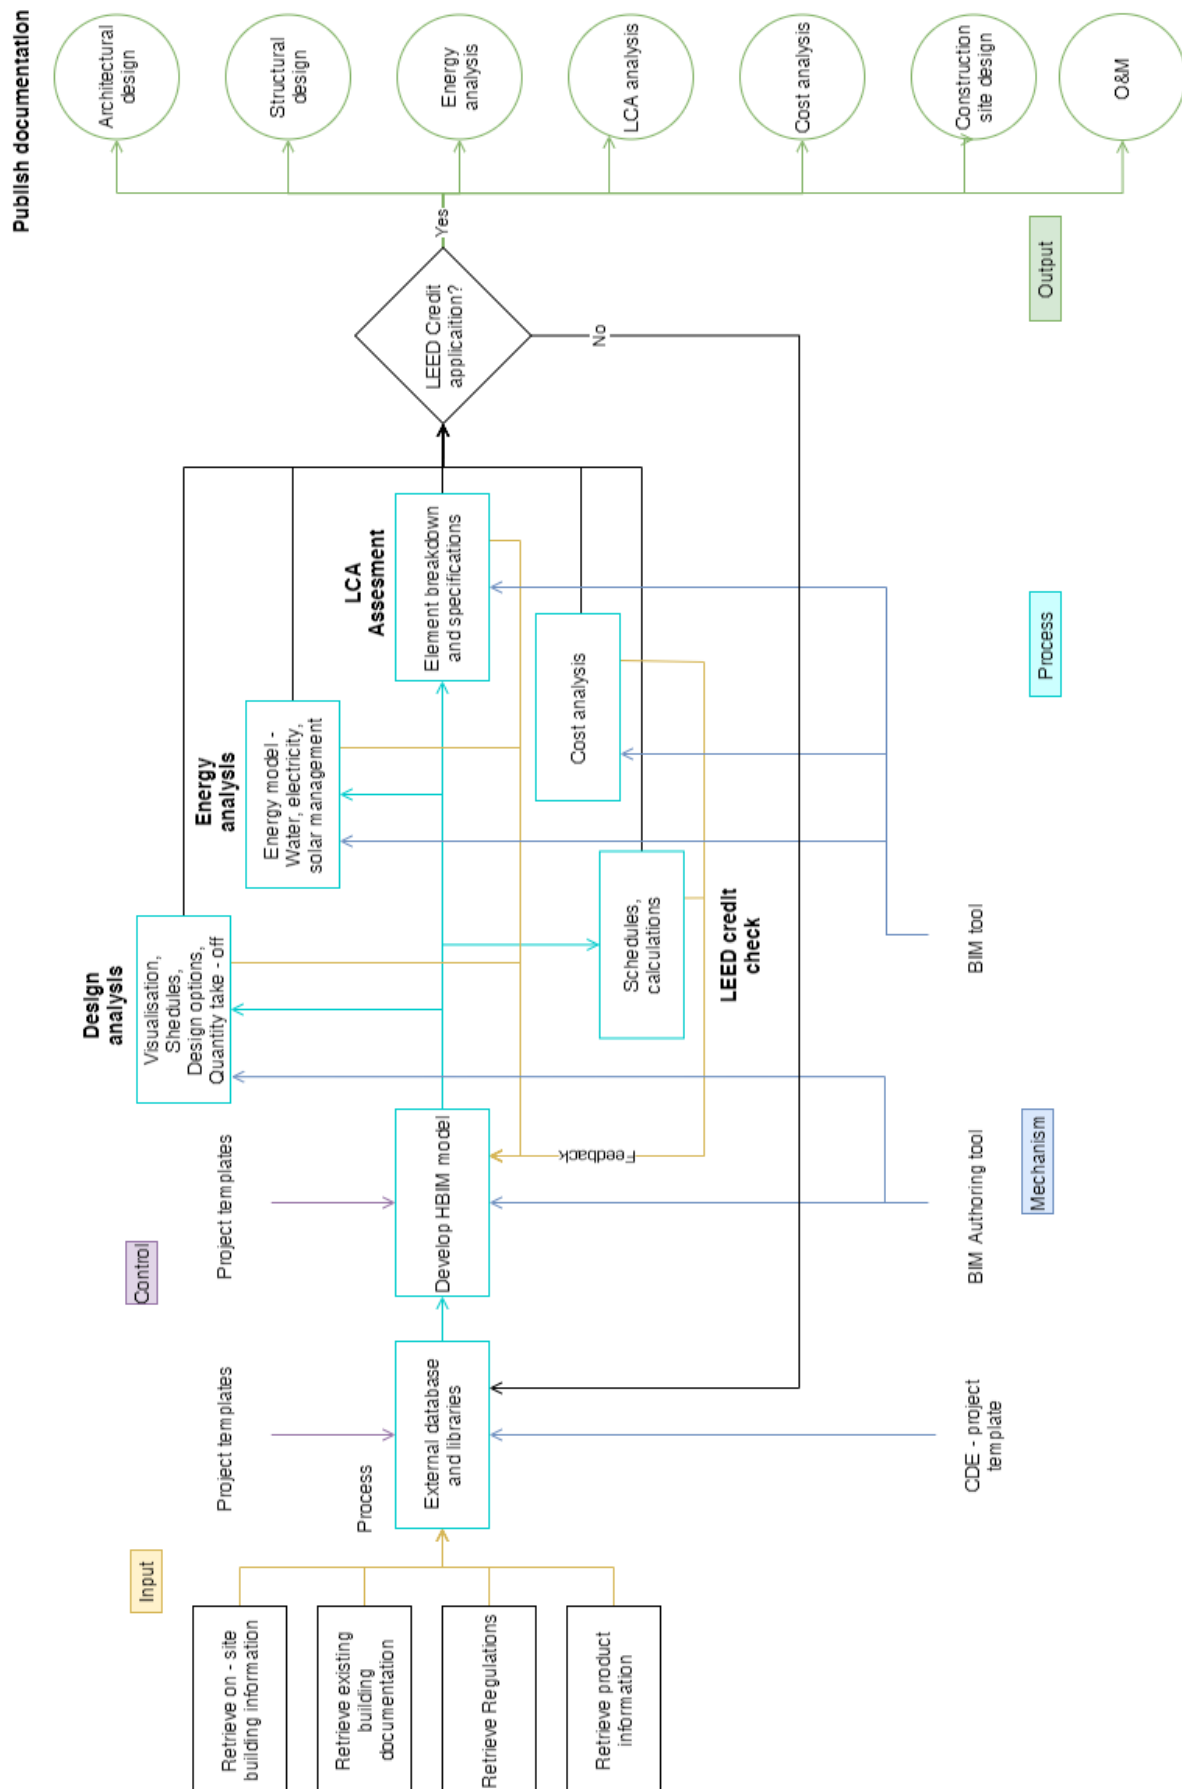 Publish documentation
Architectural
design
Structural
design
Energy
analysis
LCA analysis
Cost analysis
Construction
site design
O&M
Yes
Output
LEED Credit
applicaition?
No
Design
analysis
Visualisation,
Shedules,
Design options,
Quantity take - off
Energy
analysis
Energy model -
Water, electricity,
solar management
LCA
Assesment
Element breakdown
and specifications
Cost analysis
Schedules,
calculations
LEED credit
check
Process
BIM tool
Control
Project templates
Develop HBIM model
Feedback
BIM Authoring tool
Mechanism
Project templates
Process
External database
and libraries
CDE - project
template
Input
Retrieve on - site
building information
Retrieve existing
building
documentation
Retrieve Regulations
Retrieve product
information